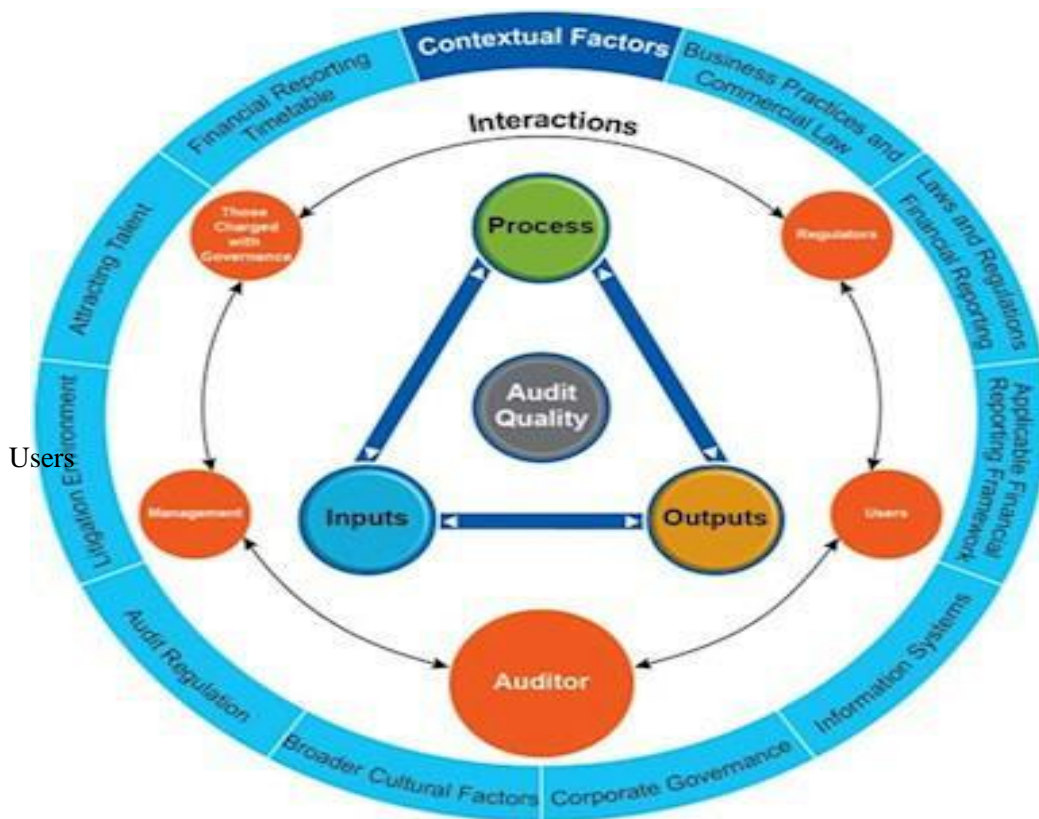 Contextual Factors
Business Practices and
Commercial Law
Laws and Regulations
Financial Reporting
Applicable Financial
Reporting Framework
Information Systems
Corporate Governance
Broader Cultural Factors
Audit Regulation
Litigation Environment
Attracting Talent
Financial Reporting
Timetable
Interactions
Those
Charged
with
Governance
Process
Regulators
Audit
Quality
Users
Management
Inputs
Outputs
Users
Auditor